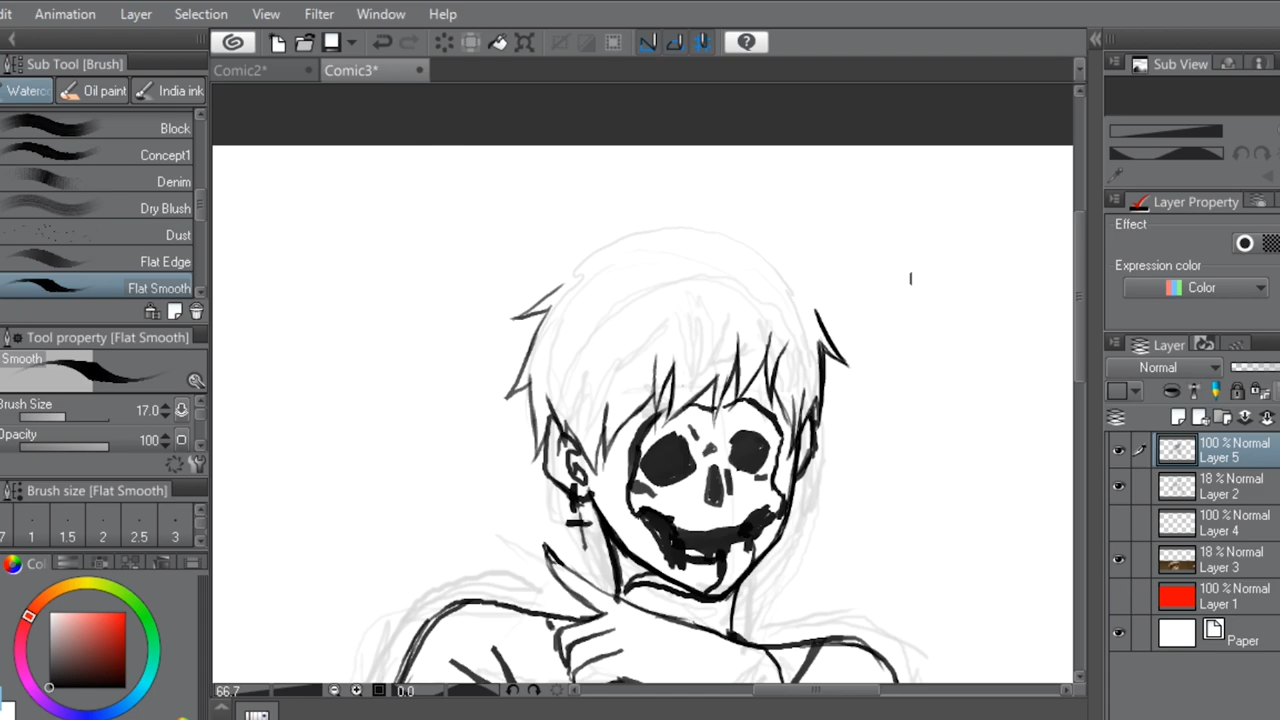 dit Animation Layer Selection View Filter Window Help
Sub Tool [Brush]
Waterc Oil paint India ink
Comic2* Comic3*
Sub View
Block
Concept1
Denim
Dry Blush
Dust
Flat Edge
Flat Smooth
Tool property [Flat Smooth]
Smooth
Brush Size 17.0
Opacity 100
Brush size [Flat Smooth]
7 1 1.5 2 2.5 3
Co
Layer Property
Effect
Expression color
Color
Layer
Normal
100 % Normal
Layer 5
18 % Normal
Layer 2
100 % Normal
Layer 4
18 % Normal
Layer 3
100 % Normal
Layer 1
Paper
66.7 0.0